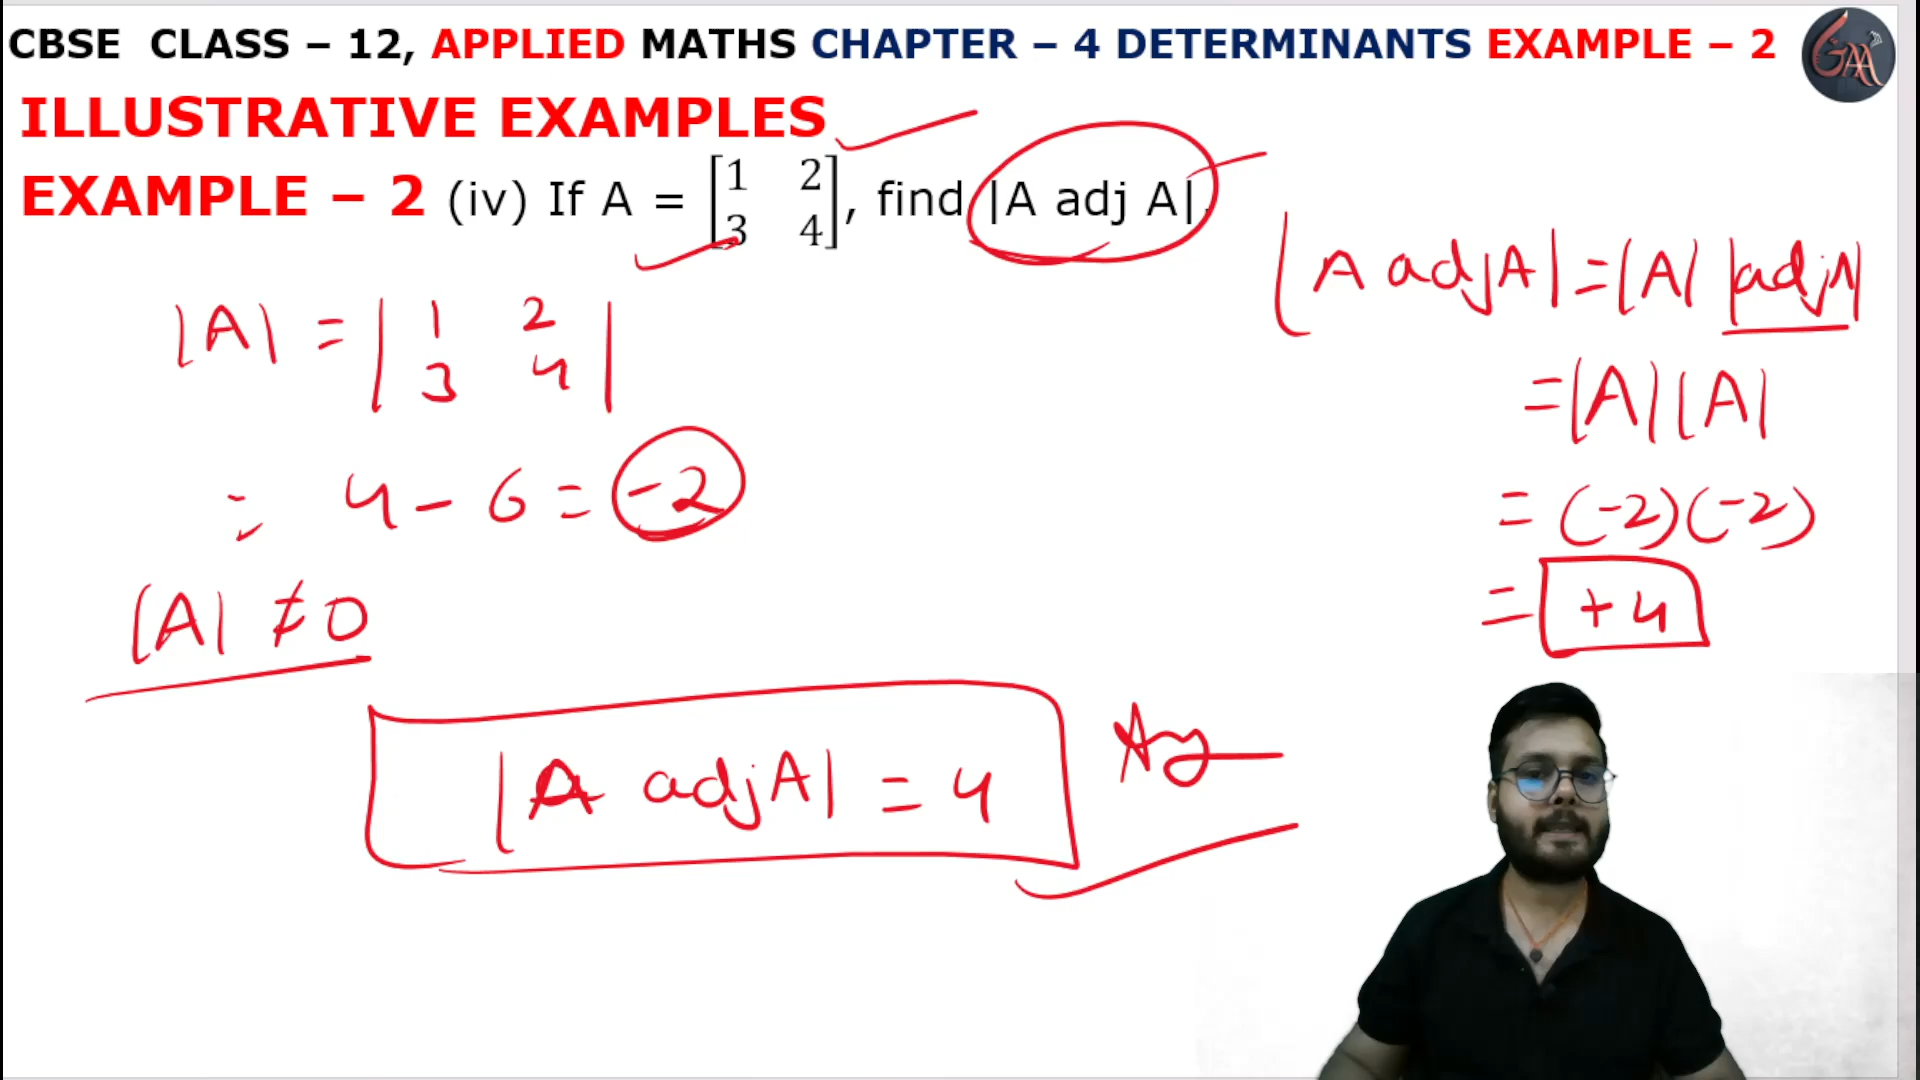 CBSE CLASS – 12, APPLIED MATHS CHAPTER – 4 DETERMINANTS EXAMPLE – 2
ILLUSTRATIVE EXAMPLES
EXAMPLE – 2 (iv) If A = [1 2
3 4], find |A adj A|.
|A| = | 1 2
3 4 |
= 4 - 6 = -2
|A| ≠ 0
|A adj A| = |A| |adj A|
= |A| |A|
= (-2)(-2)
= +4
|A adj A| = 4